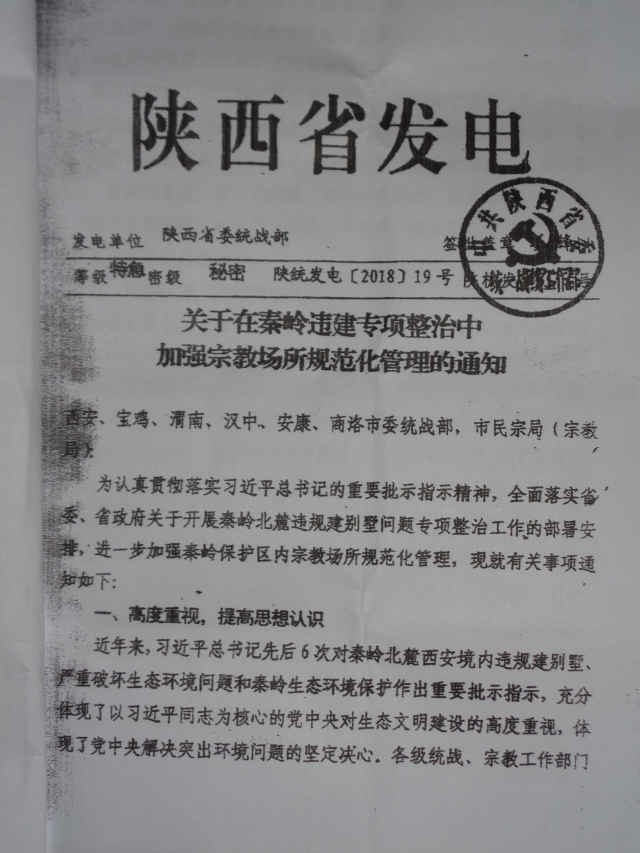 陕西省发电
发电单位 陕西省委统战部
等级 特急 密级 秘密 陕统发电〔2018〕19号 陕机发 号
中共陕西省委
关于在秦岭违建专项整治中
加强宗教场所规范化管理的通知
西安、宝鸡、渭南、汉中、安康、商洛市委统战部，市民宗局（宗教
局）：
为认真贯彻落实习近平总书记的重要批示指示精神，全面落实省
委、省政府关于开展秦岭北麓违规建别墅问题专项整治工作的部署安
排，进一步加强秦岭保护区内宗教场所规范化管理，现就有关事项通
知如下：
一、高度重视，提高思想认识
近年来，习近平总书记先后6次对秦岭北麓西安境内违规建别墅、
严重破坏生态环境问题和秦岭生态环境保护作出重要批示指示，充分
体现了以习近平同志为核心的党中央对生态文明建设的高度重视，体
现了党中央解决突出环境问题的坚定决心。各级统战、宗教工作部门